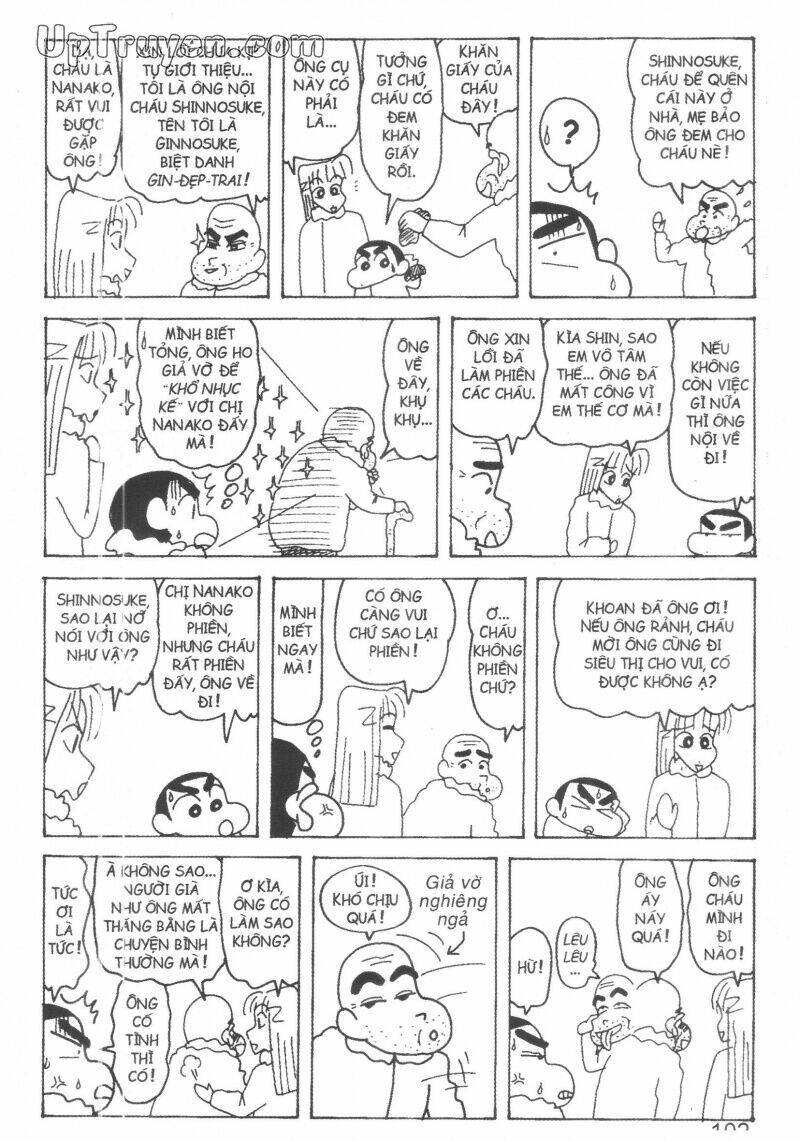 UpTruyen.com
SHINNOSUKE,
CHÁU ĐỂ QUÊN
CÁI NÀY Ở
NHÀ, MẸ BẢO
ÔNG ĐEM CHO
CHÁU NÈ!
?
KHĂN
GIẤY CỦA
CHÁU
ĐÂY!
TƯỞNG
GÌ CHỨ,
CHÁU CÓ
ĐEM
KHĂN
GIẤY
RỒI.
ÔNG CỤ
NÀY CÓ
PHẢI
LÀ...
XIN LỖI CHƯA KỊP
TỰ GIỚI THIỆU...
TÔI LÀ ÔNG NỘI
CHÁU SHINNOSUKE,
TÊN TÔI LÀ
GINNOSUKE,
BIỆT DANH
GIN-ĐẸP-TRAI!
CHÁU LÀ
NANAKO,
RẤT VUI
ĐƯỢC
GẶP
ÔNG!
NẾU
KHÔNG
CÒN VIỆC
GÌ NỮA
THÌ ÔNG
NỘI VỀ
ĐI!
KÌA SHIN, SAO
EM VÔ TÂM
THẾ... ÔNG ĐÃ
MẤT CÔNG VÌ
EM THẾ CƠ MÀ!
ÔNG XIN
LỖI ĐÃ
LÀM PHIỀN
CÁC CHÁU.
ÔNG
VỀ
ĐÂY,
KHỤ
KHỤ...
MÌNH BIẾT
TỎNG, ÔNG HO
GIẢ VỜ ĐỂ
"KHỔ NHỤC
KẾ" VỚI CHỊ
NANAKO ĐẤY
MÀ!
KHOAN ĐÃ ÔNG ƠI!
NẾU ÔNG RẢNH, CHÁU
MỜI ÔNG CÙNG ĐI
SIÊU THỊ CHO VUI, CÓ
ĐƯỢC KHÔNG Ạ?
Ơ...
CHÁU
KHÔNG
PHIỀN
CHỨ?
CÓ ÔNG
CÀNG VUI
CHỨ SAO LẠI
PHIỀN!
MÌNH
BIẾT
NGAY
MÀ!
CHỊ NANAKO
KHÔNG
PHIỀN,
NHƯNG CHÁU
RẤT PHIỀN
ĐẤY, ÔNG VỀ
ĐI!
SHINNOSUKE,
SAO LẠI NỠ
NÓI VỚI ÔNG
NHƯ VẬY?
ÔNG
CHÁU
MÌNH
ĐI
NÀO!
ÔNG
ÁY
NÁY
QUÁ!
LÊU
LÊU
...
HỪ!
ÚI!
KHÓ CHỊU
QUÁ!
Giả vờ
nghiêng
ngả
Ơ KÌA,
ÔNG CÓ
LÀM SAO
KHÔNG?
À KHÔNG SAO...
NGƯỜI GIÀ
NHƯ ÔNG MẤT
THĂNG BẰNG LÀ
CHUYỆN BÌNH
THƯỜNG MÀ!
ÔNG
CỐ
TÌNH
THÌ
CÓ!
TỨC
ƠI
LÀ
TỨC!